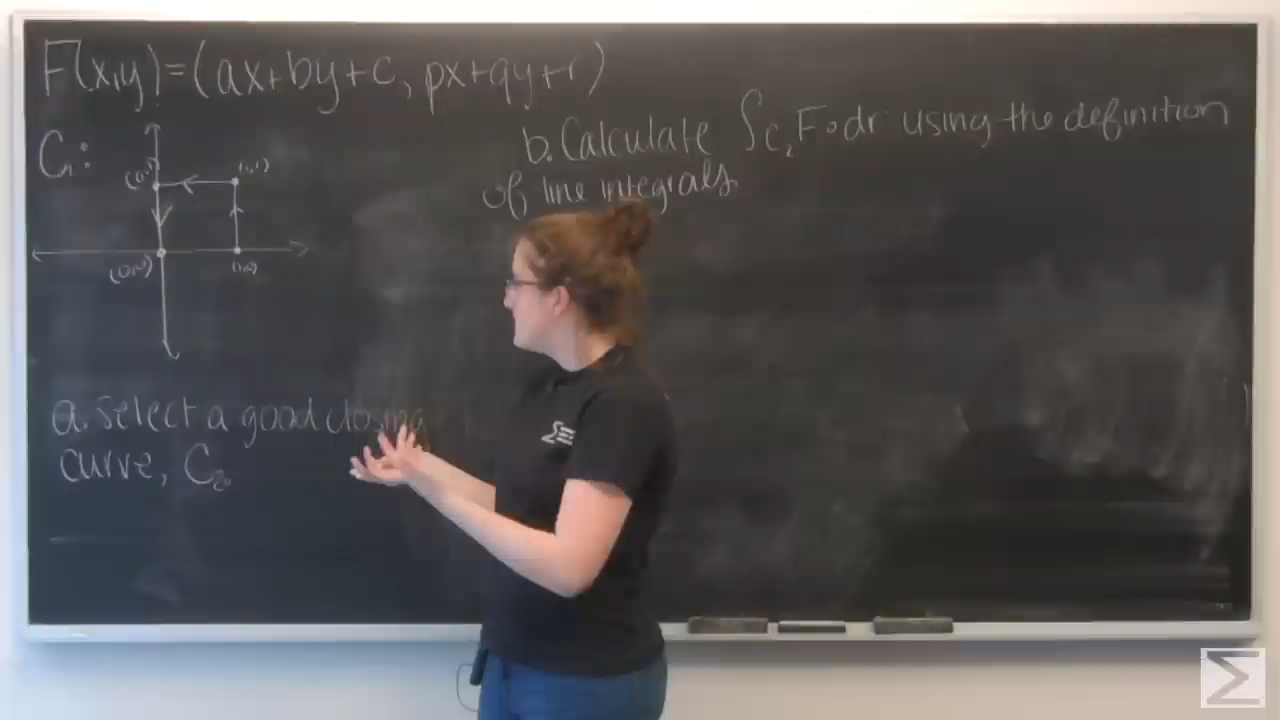 F(x,y)=(ax+by+c, px+qy+r)
C₁:
(0,1) (1,1)
(0,0) (1,0)
a. Select a good closing
curve, C₂.
b. Calculate ∫C₂ F∘dr using the definition
of line integrals.
Σ
Σ